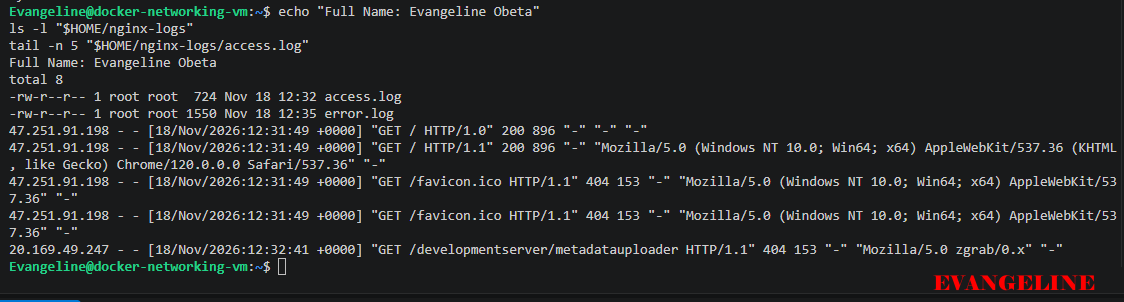 Evangeline@docker-networking-vm:~$ echo "Full Name: Evangeline Obeta"
ls -l "$HOME/nginx-logs"
tail -n 5 "$HOME/nginx-logs/access.log"
Full Name: Evangeline Obeta
total 8
-rw-r--r-- 1 root root  724 Nov 18 12:32 access.log
-rw-r--r-- 1 root root 1550 Nov 18 12:35 error.log
47.251.91.198 - - [18/Nov/2026:12:31:49 +0000] "GET / HTTP/1.0" 200 896 "-" "-" "-"
47.251.91.198 - - [18/Nov/2026:12:31:49 +0000] "GET / HTTP/1.1" 200 896 "-" "Mozilla/5.0 (Windows NT 10.0; Win64; x64) AppleWebKit/537.36 (KHTML
, like Gecko) Chrome/120.0.0.0 Safari/537.36" "-"
47.251.91.198 - - [18/Nov/2026:12:31:49 +0000] "GET /favicon.ico HTTP/1.1" 404 153 "-" "Mozilla/5.0 (Windows NT 10.0; Win64; x64) AppleWebKit/53
7.36" "-"
47.251.91.198 - - [18/Nov/2026:12:31:49 +0000] "GET /favicon.ico HTTP/1.1" 404 153 "-" "Mozilla/5.0 (Windows NT 10.0; Win64; x64) AppleWebKit/53
7.36" "-"
20.169.49.247 - - [18/Nov/2026:12:32:41 +0000] "GET /developmentserver/metadatauploader HTTP/1.1" 404 153 "-" "Mozilla/5.0 zgrab/0.x" "-"
Evangeline@docker-networking-vm:~$
EVANGELINE